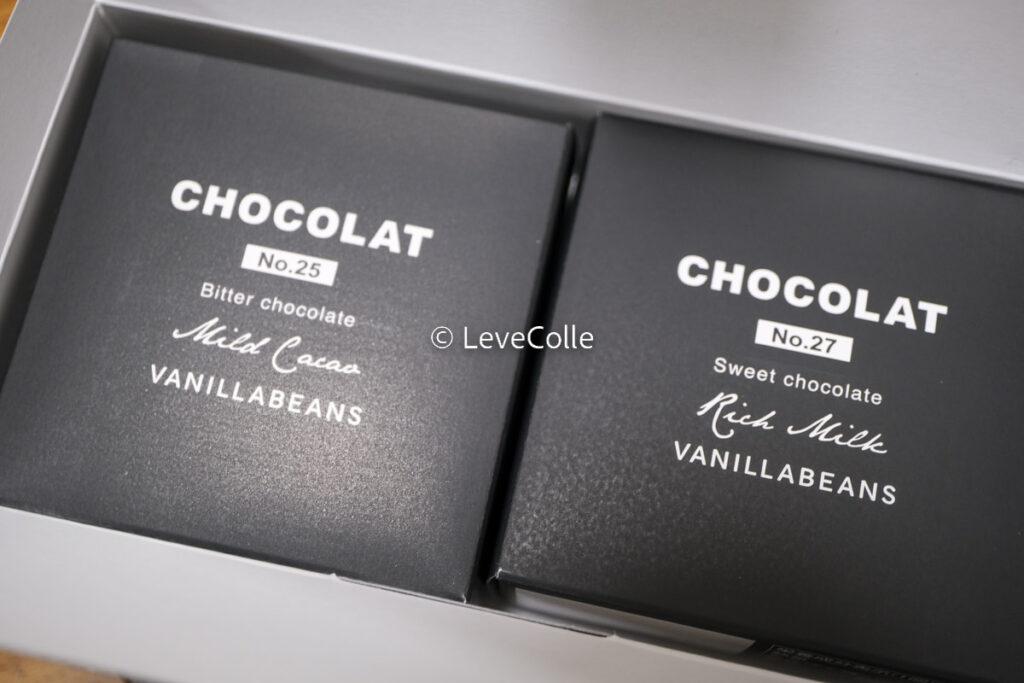 CHOCOLAT
No.25
Bitter chocolate
Mild Cacao
VANILLABEANS
© LeveColle
CHOCOLAT
No.27
Sweet chocolate
Rich Milk
VANILLABEANS